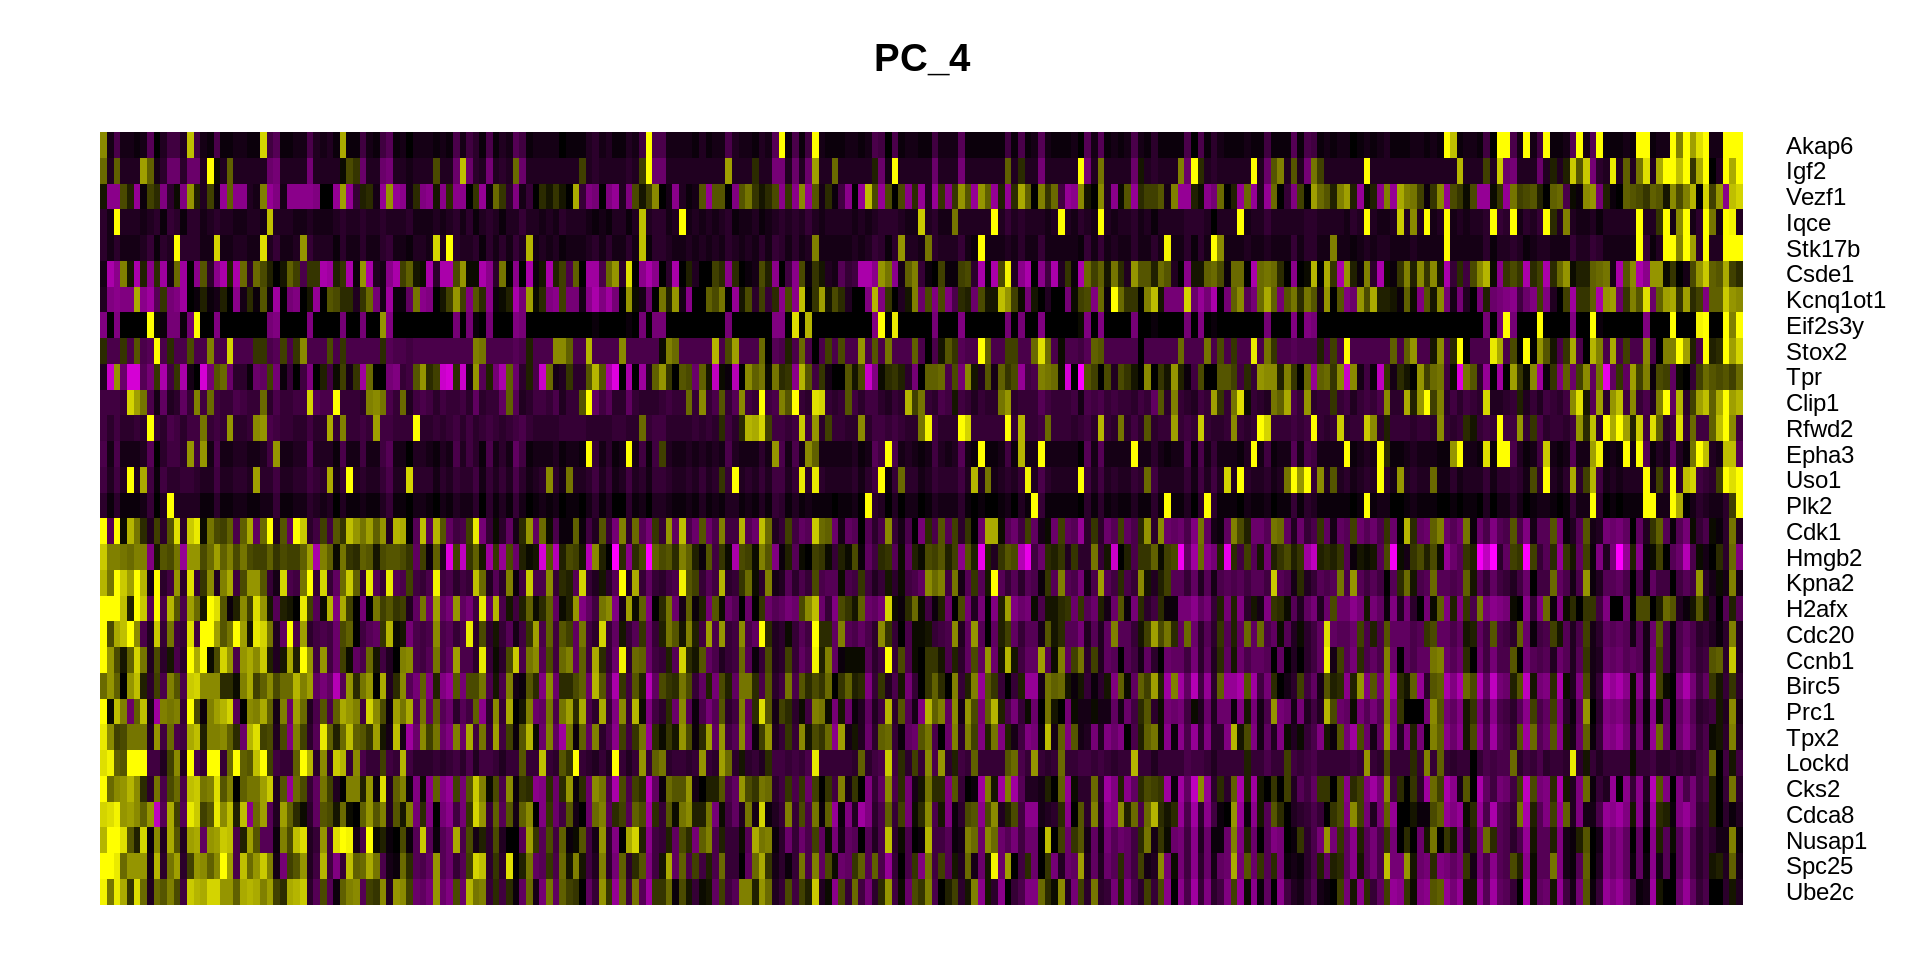 PC_4
Akap6
Igf2
Vezf1
Iqce
Stk17b
Csde1
Kcnq1ot1
Eif2s3y
Stox2
Tpr
Clip1
Rfwd2
Epha3
Uso1
Plk2
Cdk1
Hmgb2
Kpna2
H2afx
Cdc20
Ccnb1
Birc5
Prc1
Tpx2
Lockd
Cks2
Cdca8
Nusap1
Spc25
Ube2c